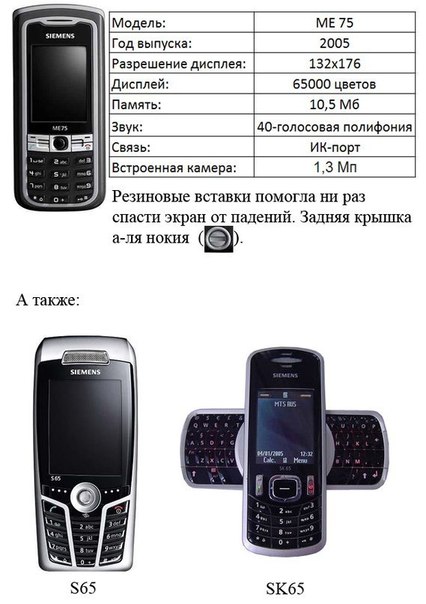 SIEMENS
ME75
Модель: ME 75
Год выпуска: 2005
Разрешение дисплея: 132x176
Дисплей: 65000 цветов
Память: 10,5 Мб
Звук: 40-голосовая полифония
Связь: ИК-порт
Встроенная камера: 1,3 Мп
Резиновые вставки помогла ни раз
спасти экран от падений. Задняя крышка
а-ля нокия ( ).
А также:
SIEMENS
S65
SIEMENS
MTS RUS
04/01/2005 12:32
Calc. Menu
SK65
S65
SK65